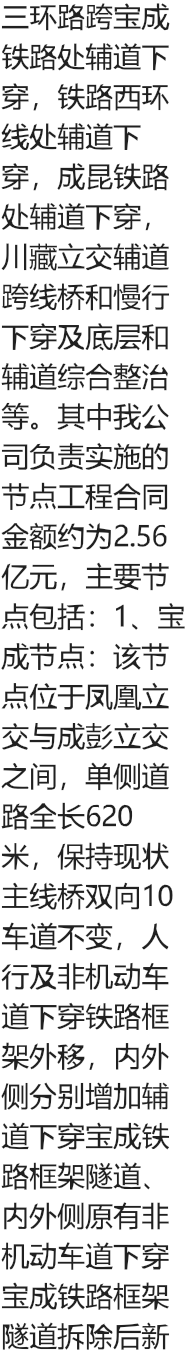 三环路跨宝成
铁路处辅道下
穿，铁路西环
线处辅道下
穿，成昆铁路
处辅道下穿，
川藏立交辅道
跨线桥和慢行
下穿及底层和
辅道综合整治
等。其中我公
司负责实施的
节点工程合同
金额约为2.56
亿元，主要节
点包括：1、宝
成节点：该节
点位于凤凰立
交与成彭立交
之间，单侧道
路全长620
米，保持现状
主线桥双向10
车道不变，人
行及非机动车
道下穿铁路框
架外移，内外
侧分别增加辅
道下穿宝成铁
路框架隧道、
内外侧原有非
机动车道下穿
宝成铁路框架
隧道拆除后新